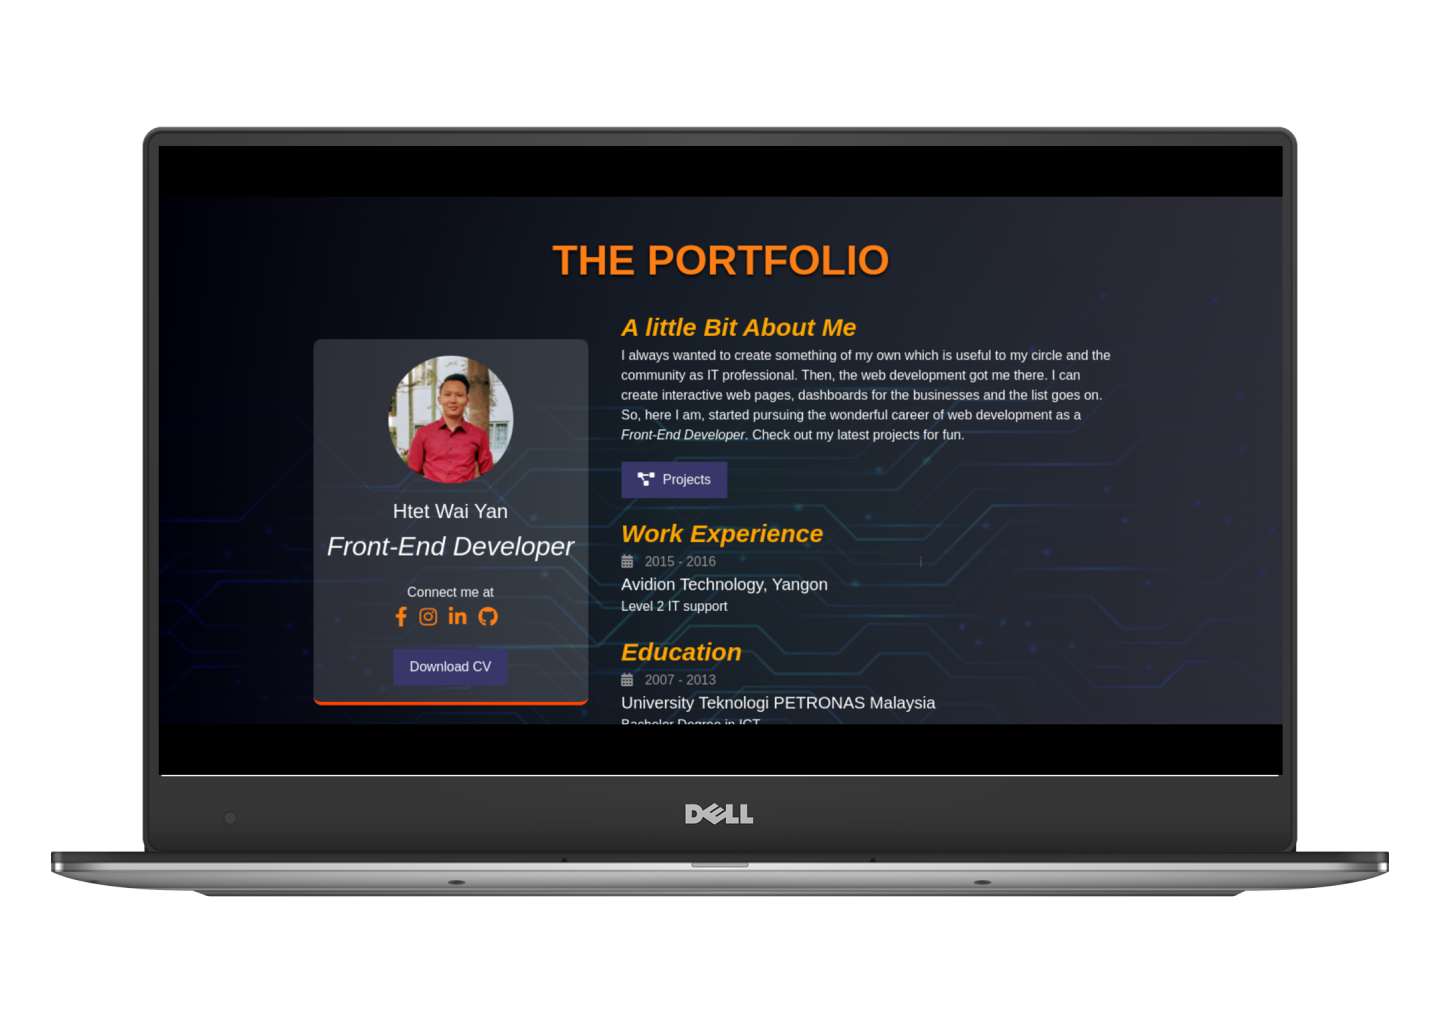 THE PORTFOLIO
Htet Wai Yan
Front-End Developer
Connect me at
Download CV
A little Bit About Me
I always wanted to create something of my own which is useful to my circle and the
community as IT professional. Then, the web development got me there. I can
create interactive web pages, dashboards for the businesses and the list goes on.
So, here I am, started pursuing the wonderful career of web development as a
Front-End Developer. Check out my latest projects for fun.
Projects
Work Experience
2015 - 2016
Avidion Technology, Yangon
Level 2 IT support
Education
2007 - 2013
University Teknologi PETRONAS Malaysia
Bachelor Degree in ICT
DELL